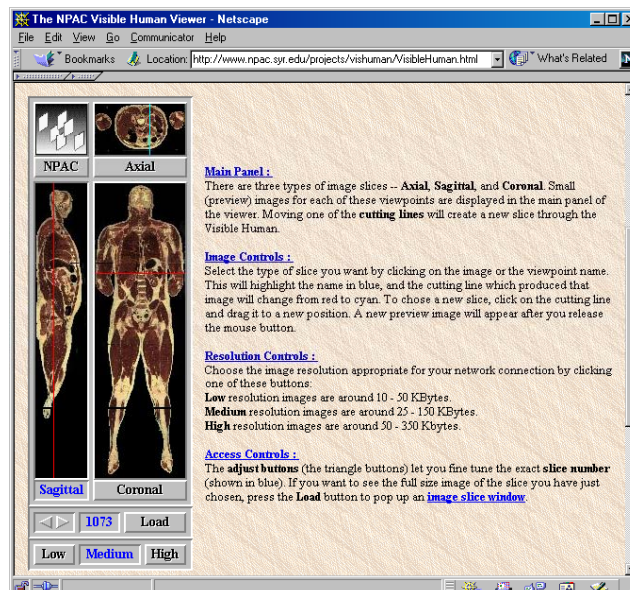 The NPAC Visible Human Viewer - Netscape
File Edit View Go Communicator Help
Bookmarks Location: http://www.npac.syr.edu/projects/vishuman/VisibleHuman.html What's Related N
NPAC Axial
Sagittal Coronal
1073 Load
Low Medium High
Main Panel :
There are three types of image slices -- Axial, Sagittal, and Coronal. Small
(preview) images for each of these viewpoints are displayed in the main panel of
the viewer. Moving one of the cutting lines will create a new slice through the
Visible Human.
Image Controls :
Select the type of slice you want by clicking on the image or the viewpoint name.
This will highlight the name in blue, and the cutting line which produced that
image will change from red to cyan. To chose a new slice, click on the cutting line
and drag it to a new position. A new preview image will appear after you release
the mouse button.
Resolution Controls :
Choose the image resolution appropriate for your network connection by clicking
one of these buttons:
Low resolution images are around 10 - 50 KBytes.
Medium resolution images are around 25 - 150 KBytes.
High resolution images are around 50 - 350 Kbytes.
Access Controls :
The adjust buttons (the triangle buttons) let you fine tune the exact slice number
(shown in blue). If you want to see the full size image of the slice you have just
chosen, press the Load button to pop up an image slice window.